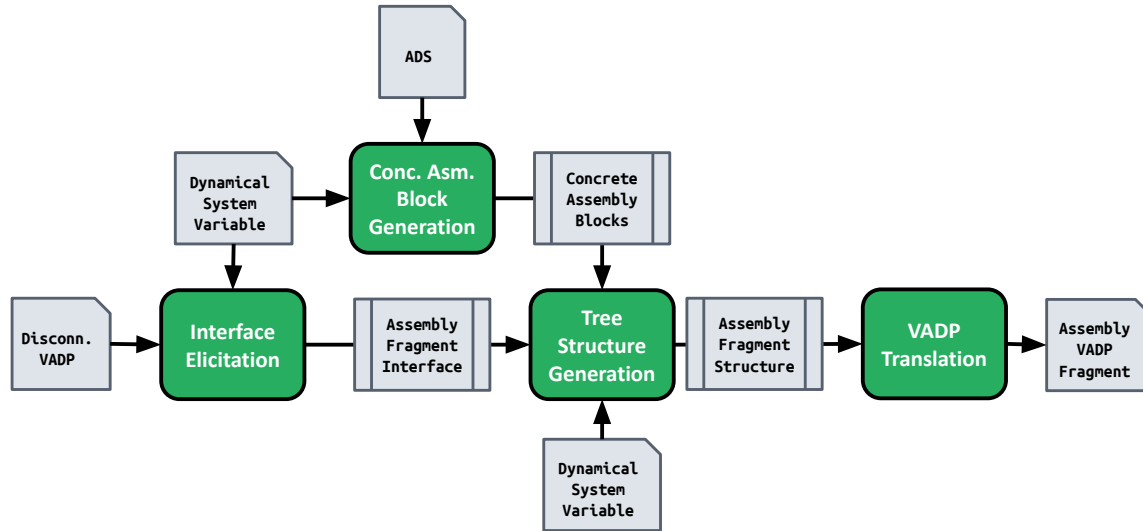 ADS
Dynamical
System
Variable
Conc. Asm.
Block
Generation
Concrete
Assembly
Blocks
Disconn.
VADP
Interface
Elicitation
Assembly
Fragment
Interface
Tree
Structure
Generation
Assembly
Fragment
Structure
VADP
Translation
Assembly
VADP
Fragment
Dynamical
System
Variable